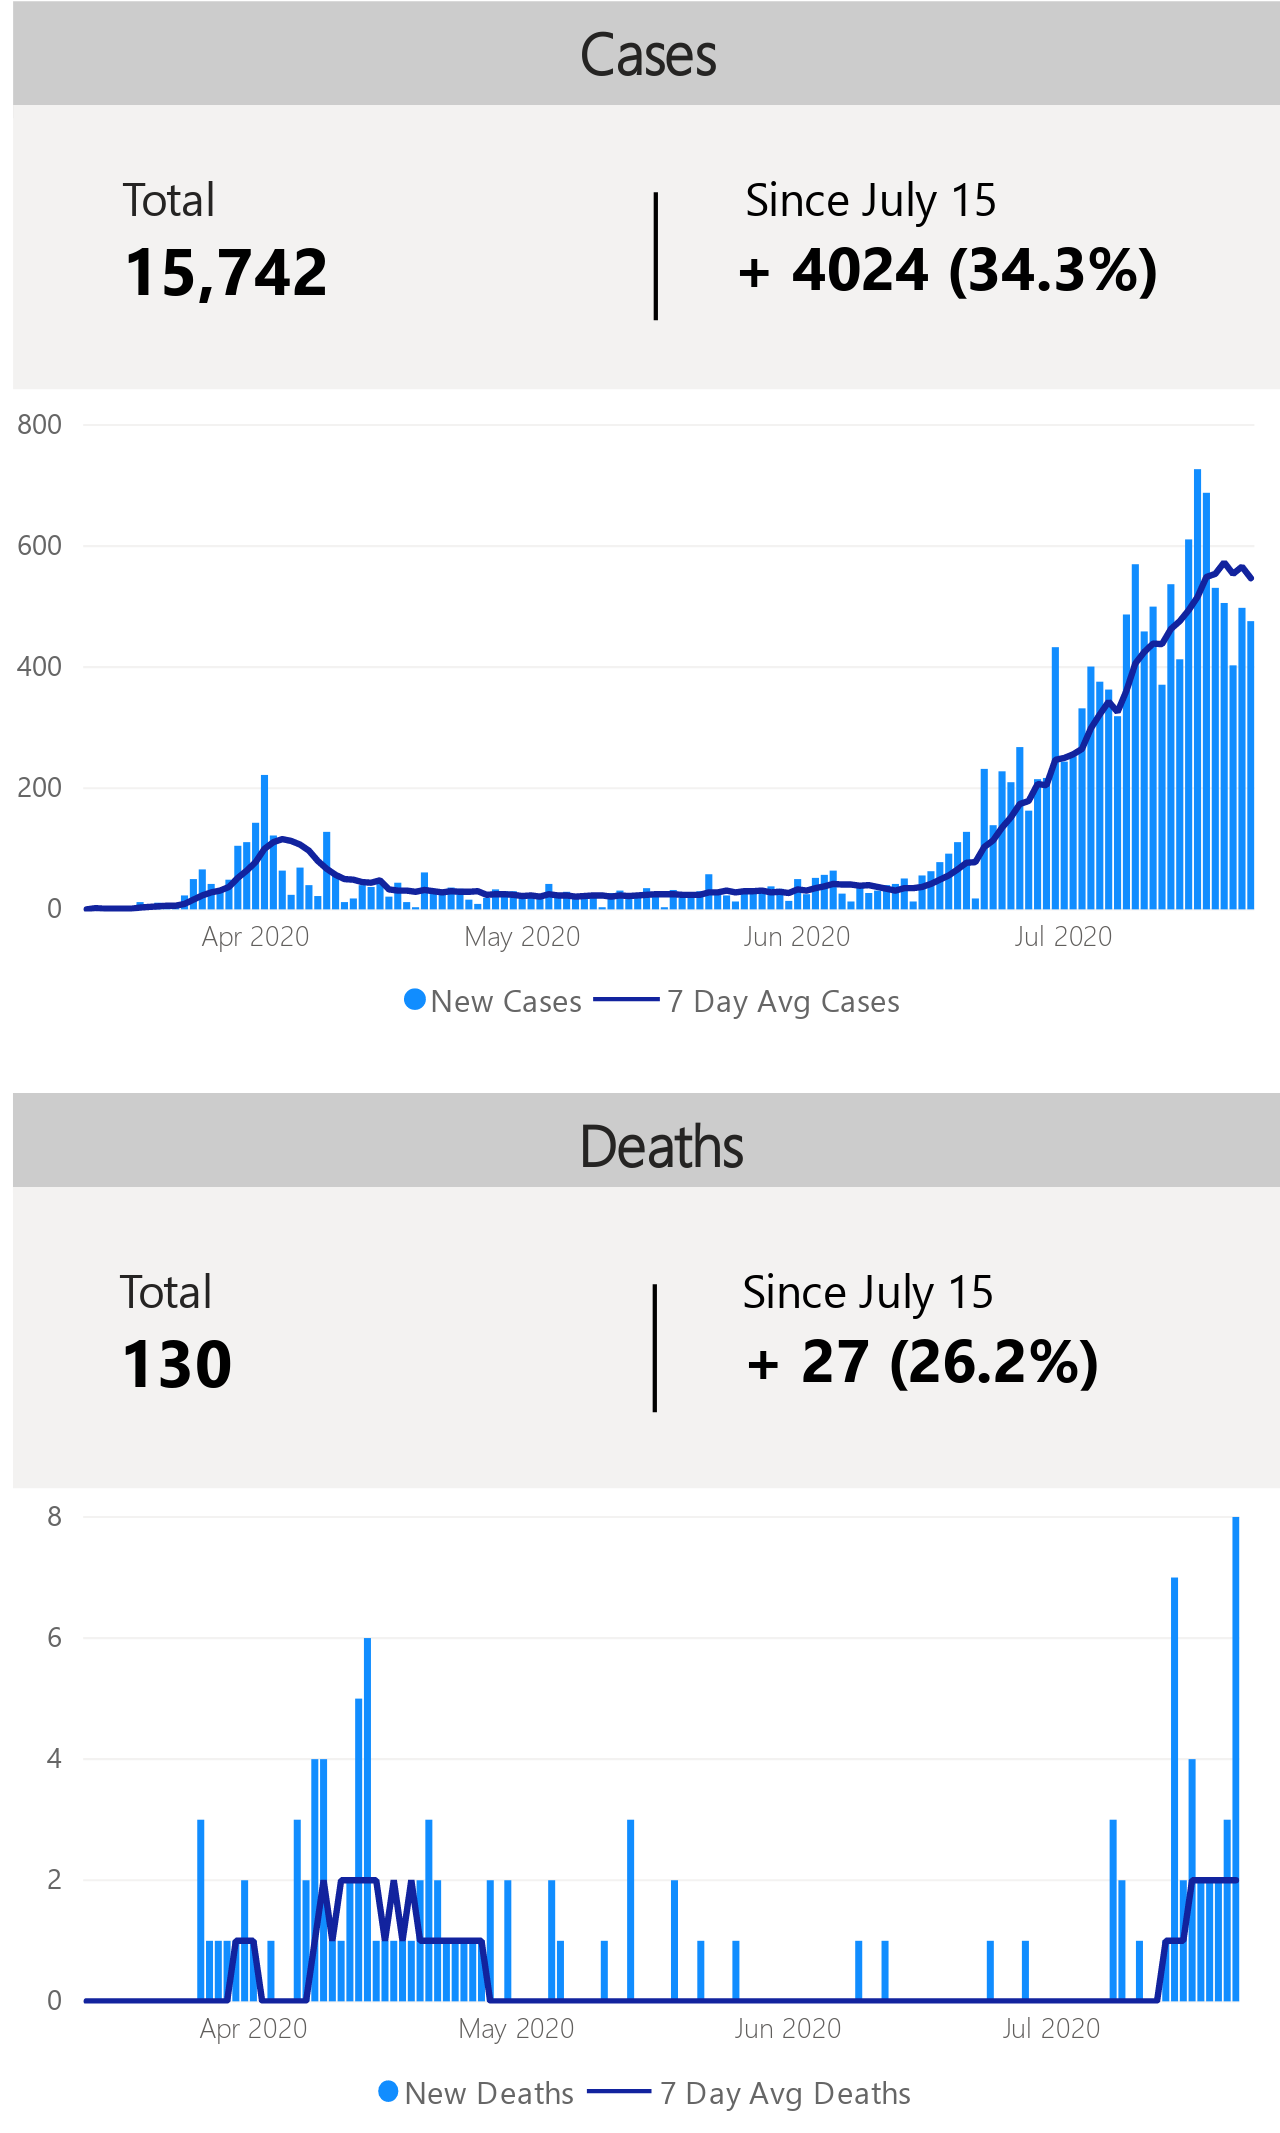 Cases
Total
Since July 15
15,742
+ 4024 (34.3%)
800
600
400
200
0
Apr 2020
May 2020
Jun 2020
Jul 2020
New Cases
7 Day Avg Cases
Deaths
Total
Since July 15
130
+ 27 (26.2%)
8
6
4
2
0
Apr 2020
May 2020
Jun 2020
Jul 2020
New Deaths
7 Day Avg Deaths